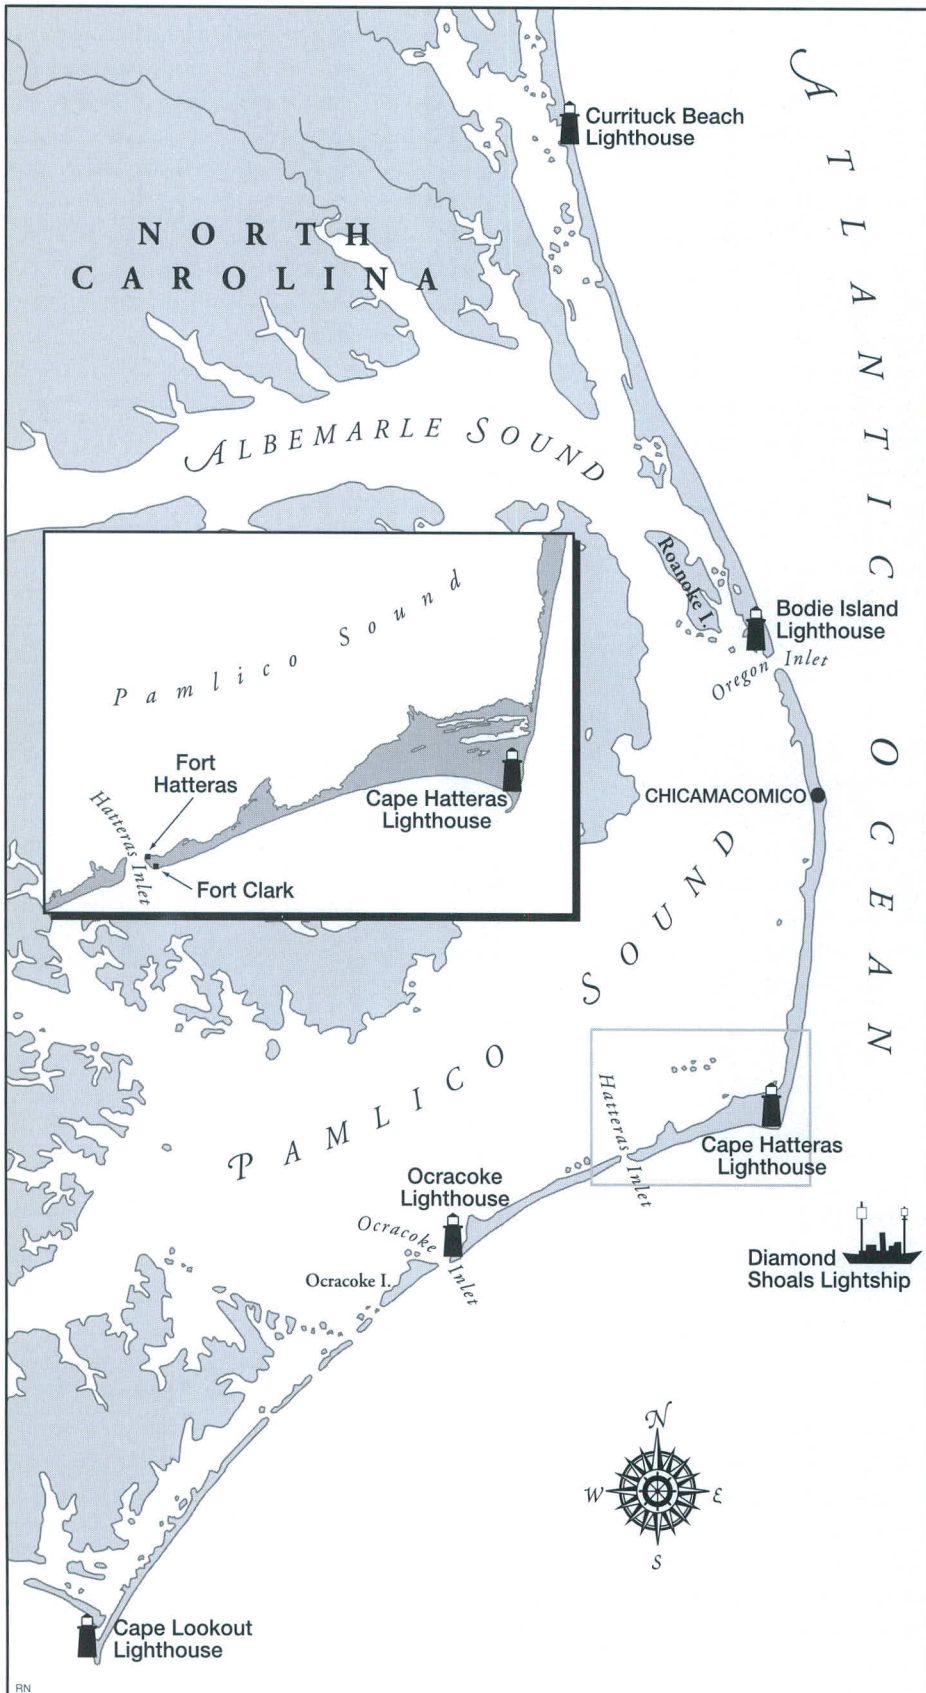 Currituck Beach
Lighthouse
ATLANTIC OCEAN
NORTH
CAROLINA
ALBEMARLE SOUND
Roanoke I.
Bodie Island
Lighthouse
Oregon Inlet
Pamlico Sound
Fort
Hatteras
Cape Hatteras
Lighthouse
Hatteras Inlet
Fort Clark
CHICAMACOMICO
PAMLICO SOUND
Hatteras Inlet
Cape Hatteras
Lighthouse
Ocracoke
Lighthouse
Ocracoke Inlet
Ocracoke I.
Diamond
Shoals Lightship
N
W E
S
Cape Lookout
Lighthouse
RN